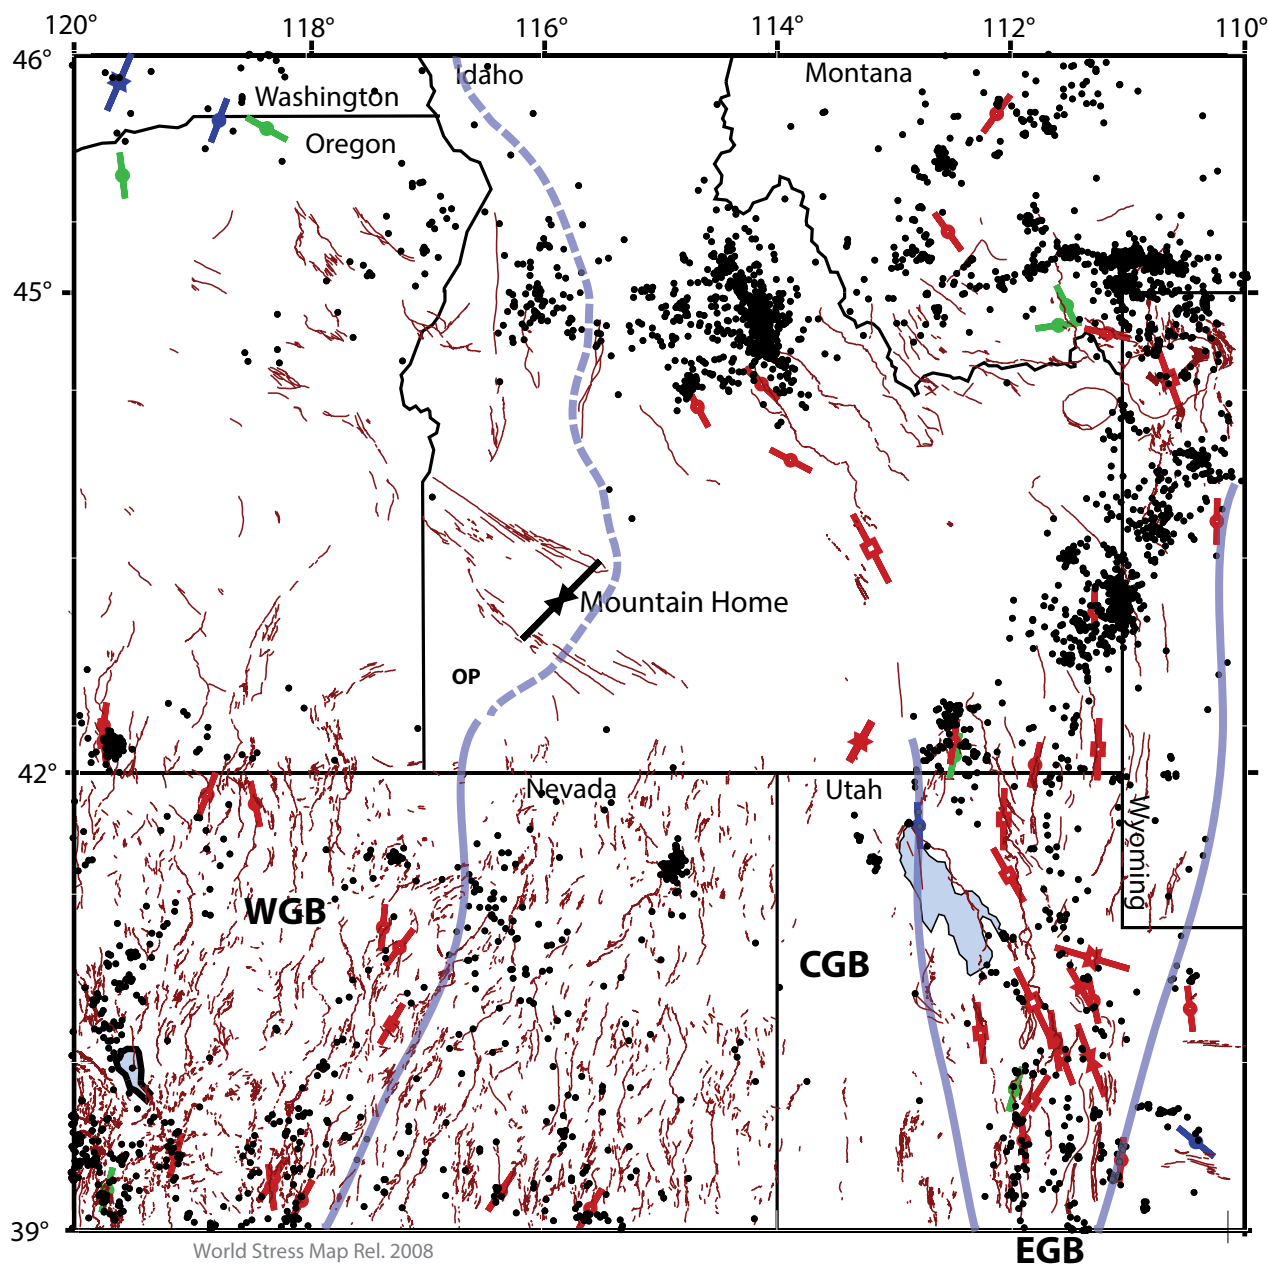 120° 118° 116° 114° 112° 110°
46°
Idaho
Montana
Washington
Oregon
45°
Mountain Home
OP
42°
Nevada
Utah
Wyoming
WGB
CGB
39°
World Stress Map Rel. 2008
EGB